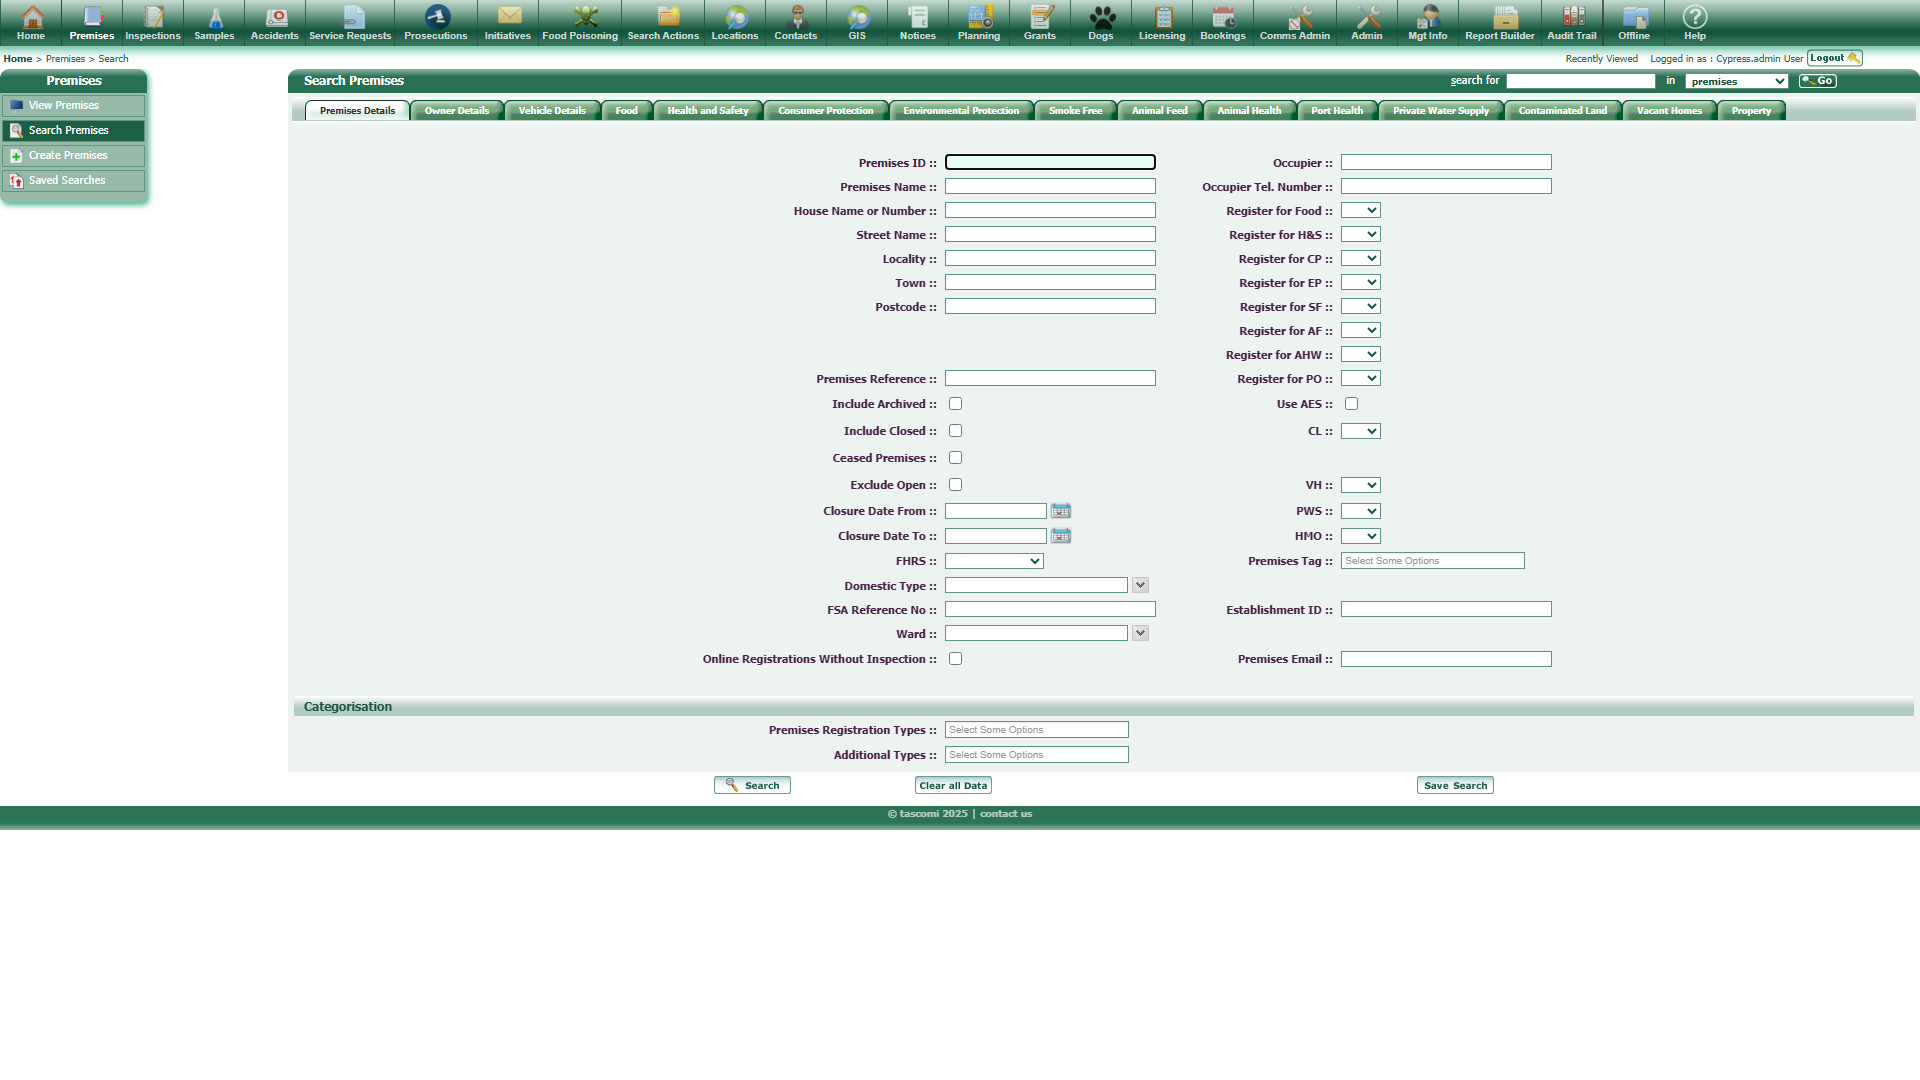 Home Premises Inspections Samples Accidents Service Requests Prosecutions Initiatives Food Poisoning Search Actions Locations Contacts GIS Notices Planning Grants Dogs Licensing Bookings Comms Admin Admin Mgt Info Report Builder Audit Trail Offline Help
Home > Premises > Search
Recently Viewed Logged in as : Cypress.admin User Logout
Premises
View Premises
Search Premises
Create Premises
Saved Searches
Search Premises
search for in premises Go
Premises Details Owner Details Vehicle Details Food Health and Safety Consumer Protection Environmental Protection Smoke Free Animal Feed Animal Health Port Health Private Water Supply Contaminated Land Vacant Homes Property
Premises ID :: Occupier ::
Premises Name :: Occupier Tel. Number ::
House Name or Number :: Register for Food ::
Street Name :: Register for H&S ::
Locality :: Register for CP ::
Town :: Register for EP ::
Postcode :: Register for SF ::
Register for AF ::
Register for AHW ::
Premises Reference :: Register for PO ::
Include Archived :: Use AES ::
Include Closed :: CL ::
Ceased Premises ::
Exclude Open :: VH ::
Closure Date From :: PWS ::
Closure Date To :: HMO ::
FHRS :: Premises Tag :: Select Some Options
Domestic Type ::
FSA Reference No :: Establishment ID ::
Ward ::
Online Registrations Without Inspection :: Premises Email ::
Categorisation
Premises Registration Types :: Select Some Options
Additional Types :: Select Some Options
Search Clear all Data Save Search
© tascomi 2025 | contact us